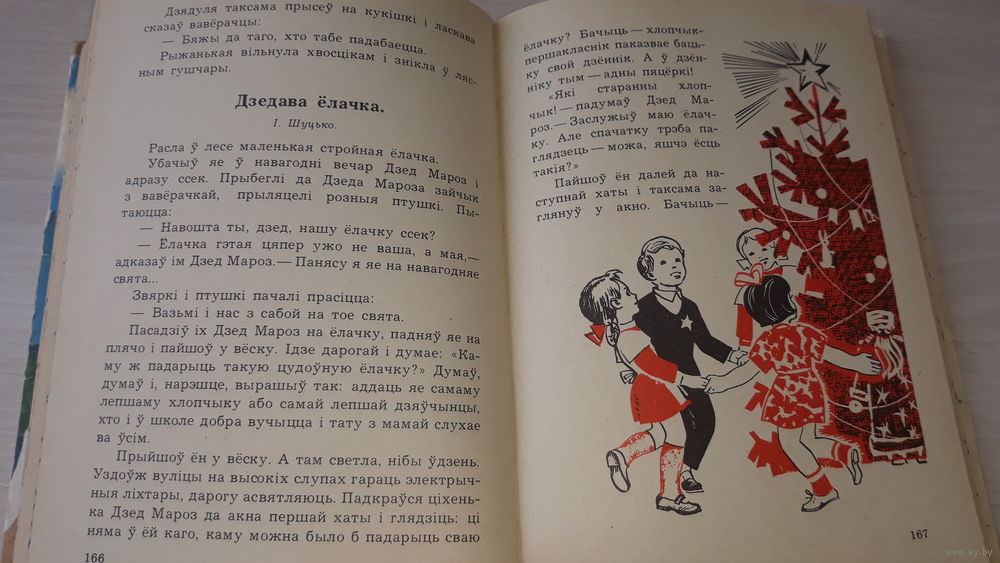 Дзядуля таксама прысеў на кукішкі і ласкава
сказаў вавёрачцы:
— Бяжы да таго, хто табе падабаецца.
Рыжанькая вільнула хвосцікам і знікла ў ляс-
ным гушчары.
Дзедава ёлачка.
І. Шуцько.
Расла ў лесе маленькая стройная ёлачка.
Убачыў яе ў навагодні вечар Дзед Мароз і
адразу ссек. Прыбеглі да Дзеда Мароза зайчык
з вавёрачкай, прыляцелі розныя птушкі. Пы-
таюцца:
— Навошта ты, дзед, нашу ёлачку ссек?
— Ёлачка гэтая цяпер ужо не ваша, а мая,—
адказаў ім Дзед Мароз.— Панясу я яе на навагодняе
свята...
Звяркі і птушкі пачалі прасіцца:
— Вазьмі і нас з сабой на тое свята.
Пасадзіў іх Дзед Мароз на ёлачку, падняў яе на
плячо і пайшоў у вёску. Ідзе дарогай і думае: «Ка-
му ж падарыць такую цудоўную ёлачку?» Думаў,
думаў і, нарэшце, вырашыў так: аддаць яе самаму
лепшаму хлопчыку або самай лепшай дзяўчынцы,
хто і ў школе добра вучыцца і тату з мамай слухае
ва ўсім.
Прыйшоў ён у вёску. А там светла, нібы ўдзень.
Уздоўж вуліцы на высокіх слупах гараць электрыч-
ныя ліхтары, дарогу асвятляюць. Падкраўся ціхень-
ка Дзед Мароз да акна першай хаты і глядзіць: ці
няма ў ёй каго, каму можна было б падарыць сваю
166
ёлачку? Бачыць — хлопчык-
першакласнік паказвае баць-
ку свой дзённік. А ў дзён-
ніку тым — адны пяцёркі!
«Які старанны хлоп-
чык! — падумаў Дзед Ма-
роз.— Заслужыў маю ёлач-
ку. Але спачатку трэба па-
глядзець — можа, яшчэ ёсць
такія?»
Пайшоў ён далей да на-
ступнай хаты і таксама за-
глянуў у акно. Бачыць—
167
www.ay.by